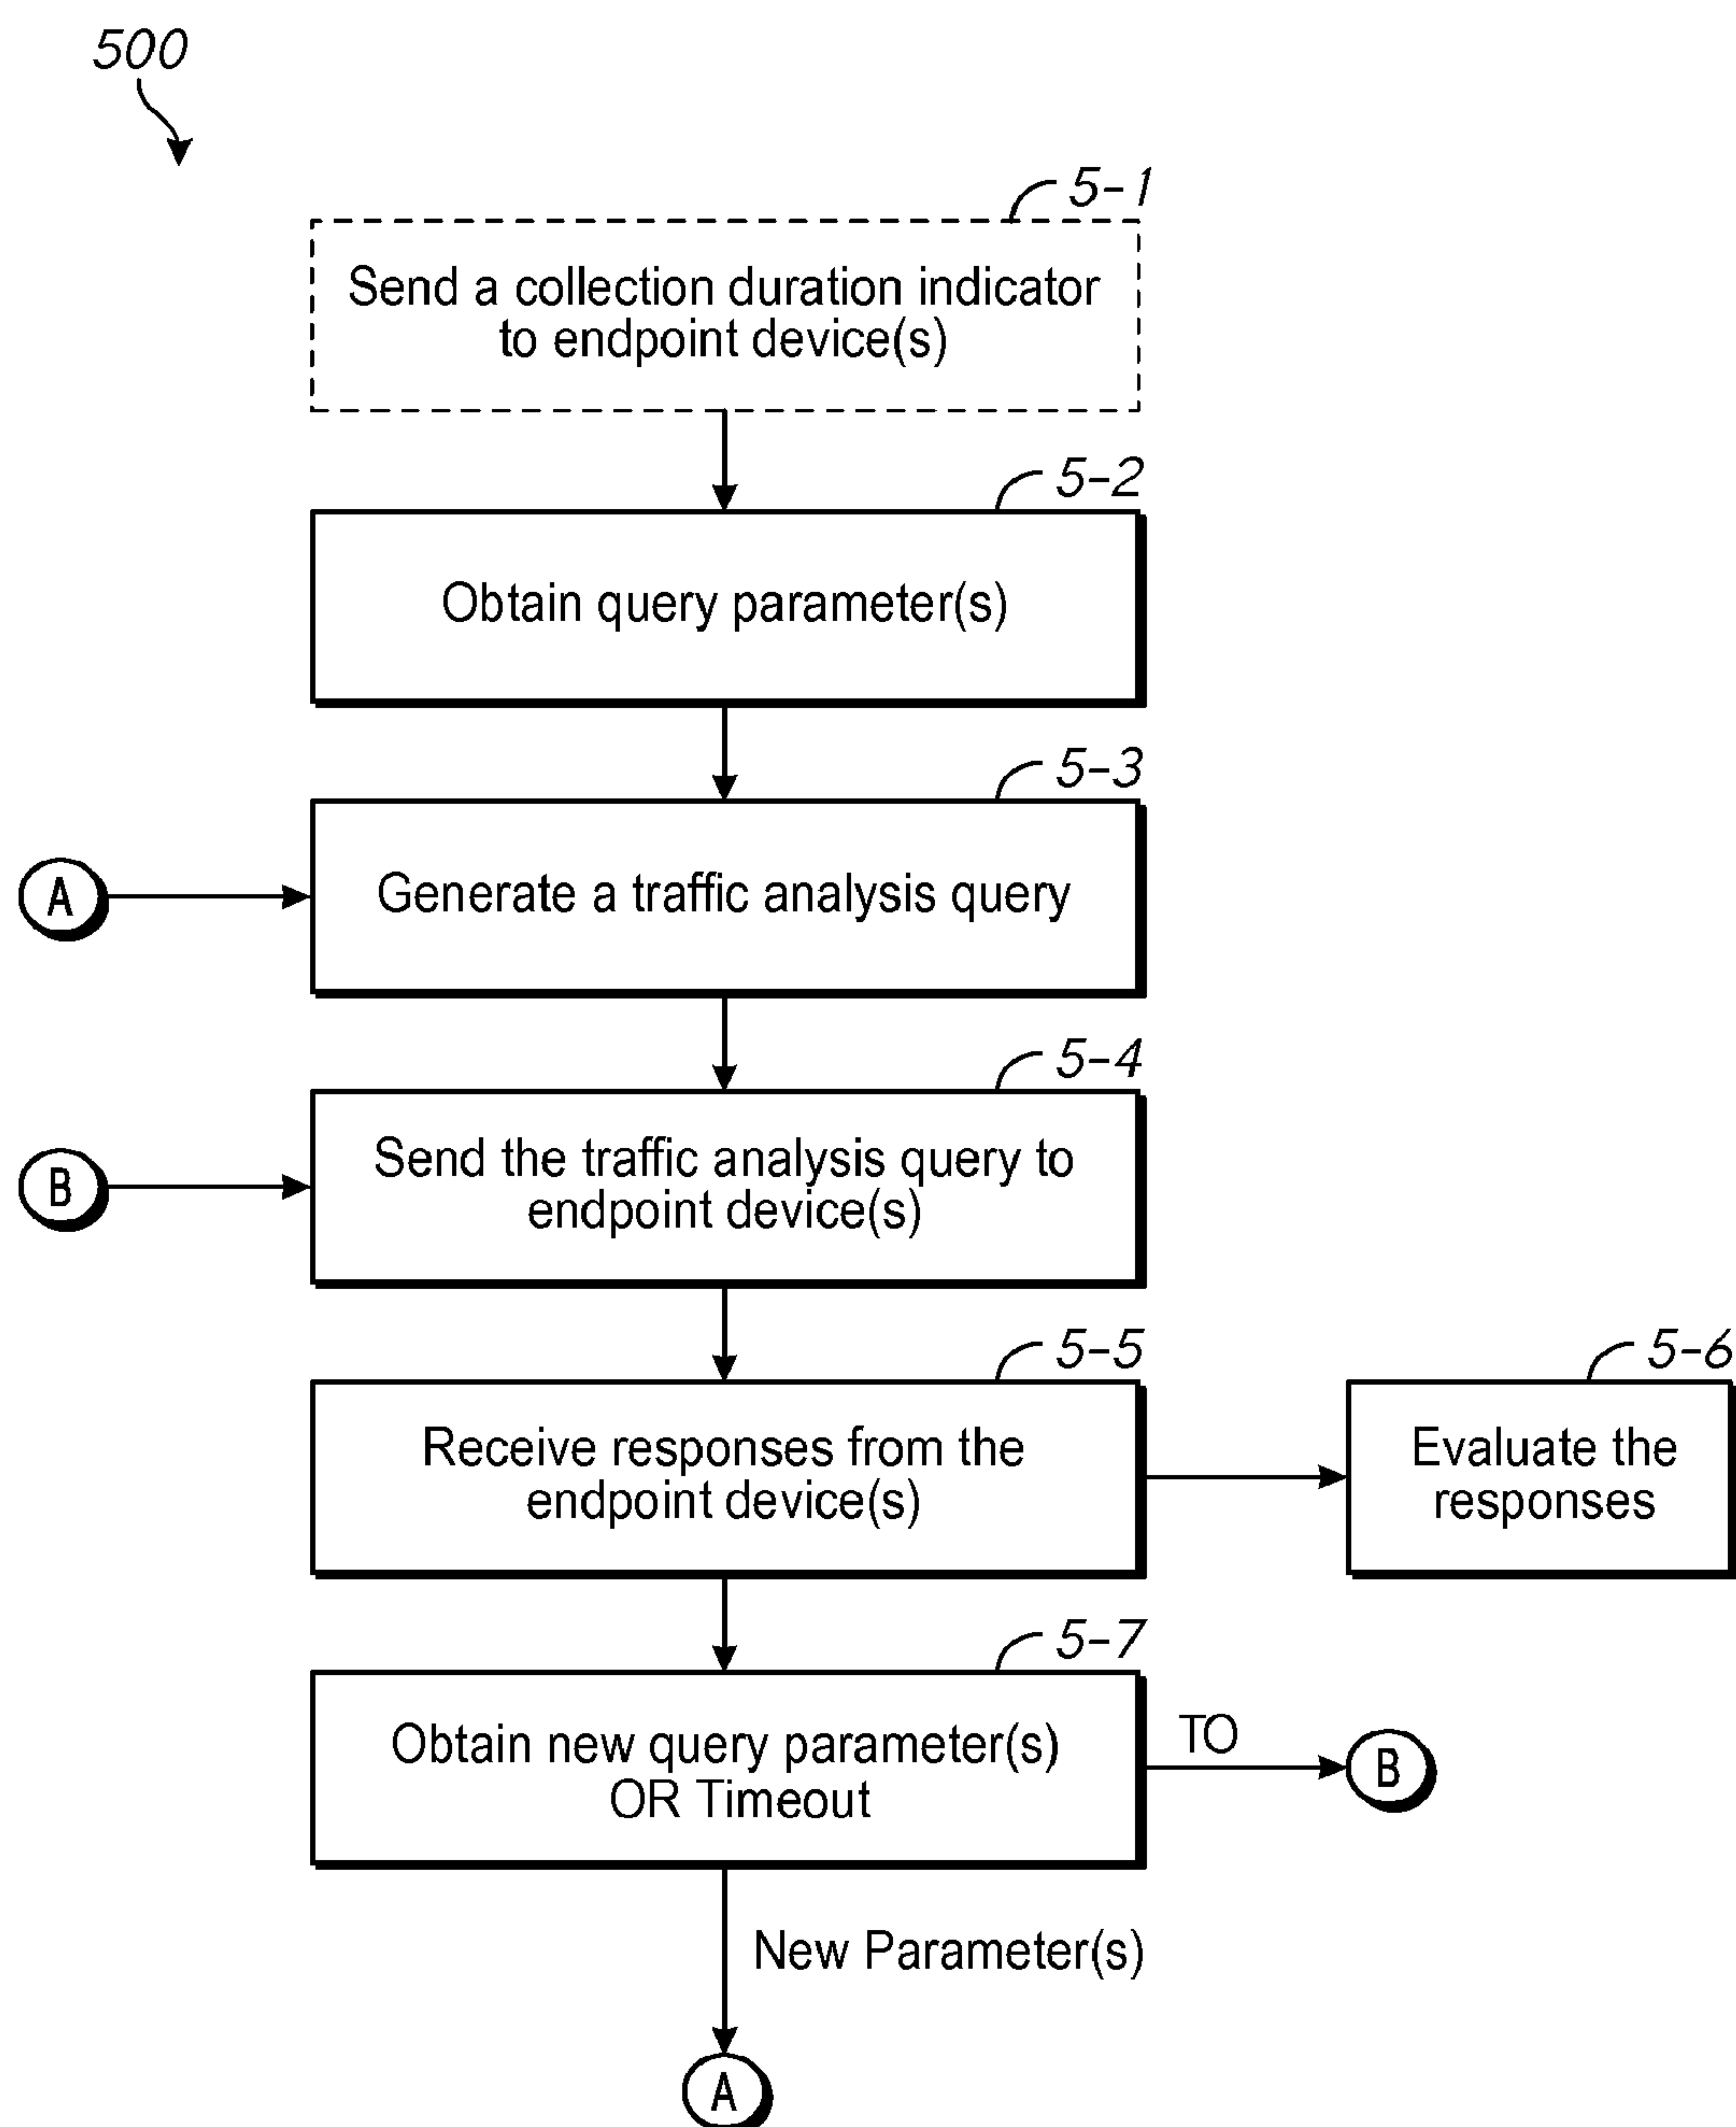 500
5-1
Send a collection duration indicator
to endpoint device(s)
5-2
Obtain query parameter(s)
5-3
A
Generate a traffic analysis query
5-4
B
Send the traffic analysis query to
endpoint device(s)
5-5
Receive responses from the
endpoint device(s)
5-6
Evaluate the
responses
5-7
Obtain new query parameter(s)
OR Timeout
TO
B
New Parameter(s)
A